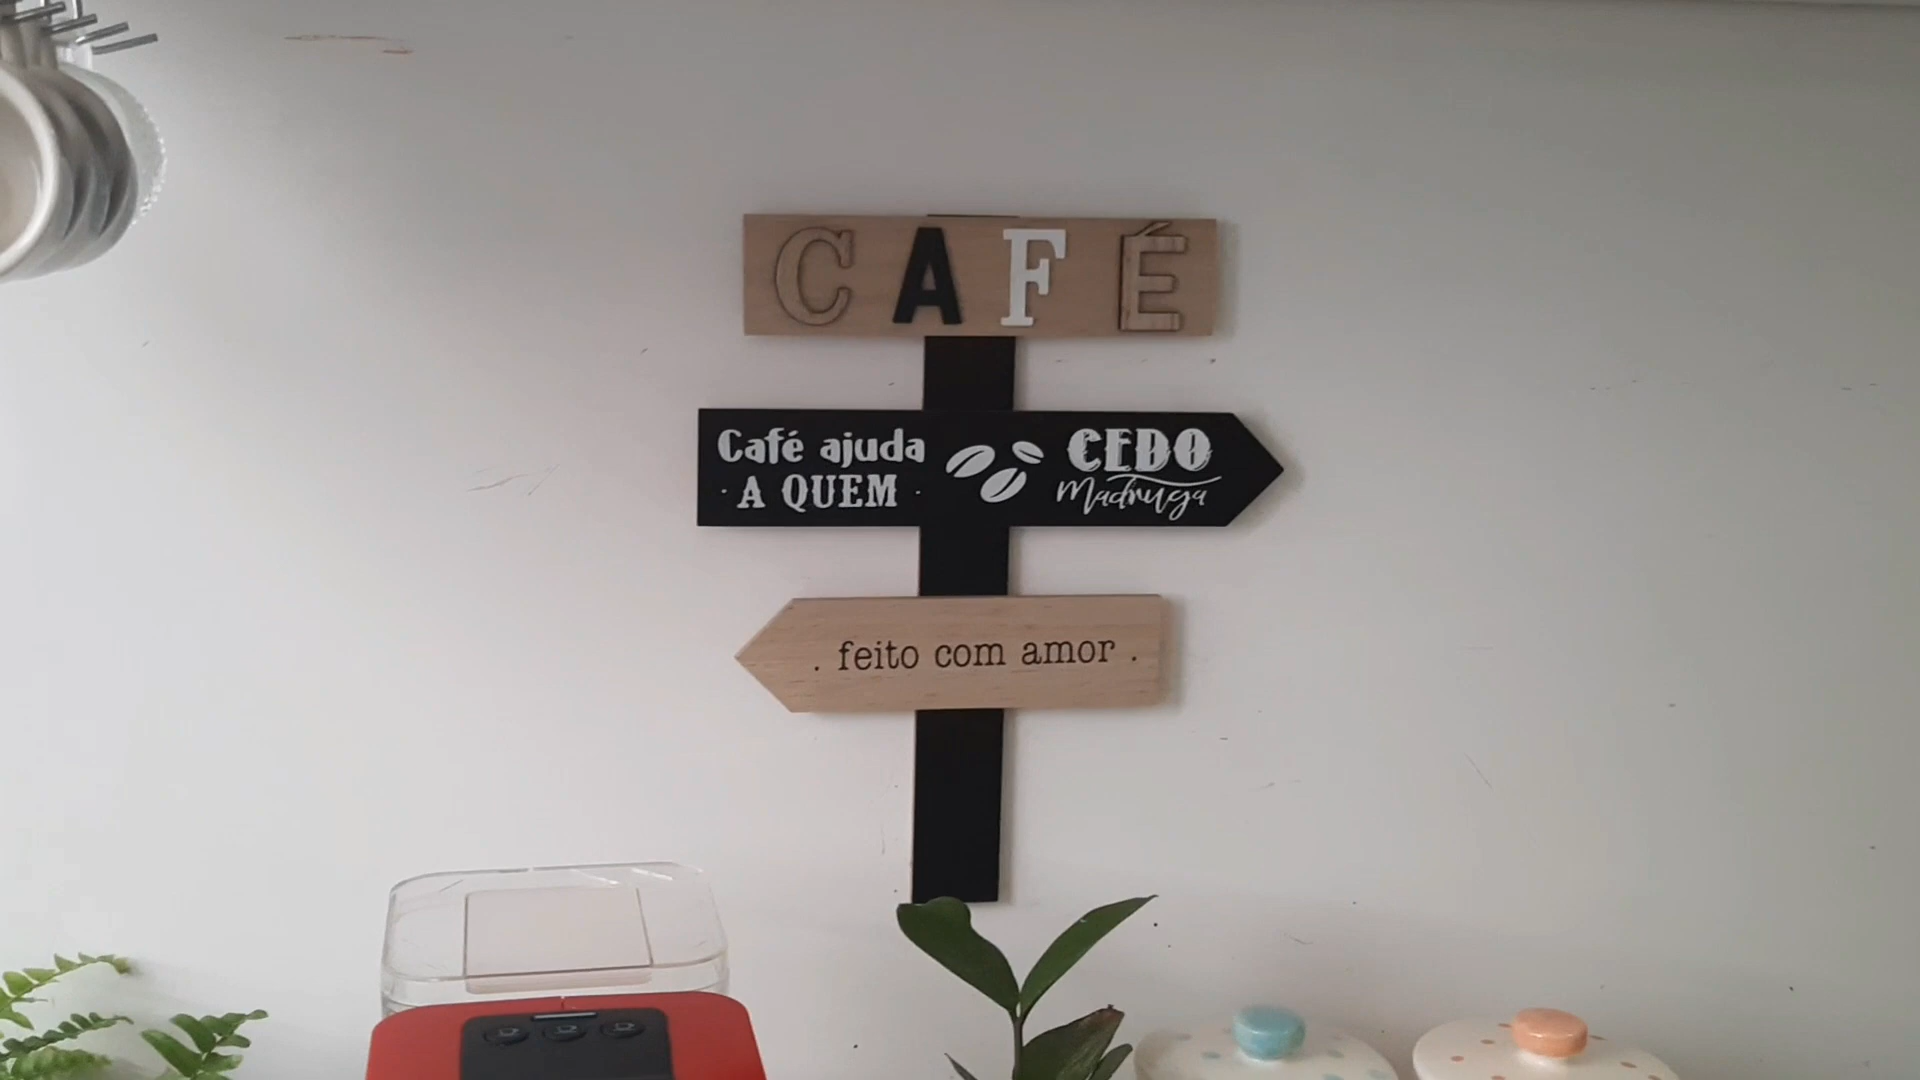 CAFÉ
Café ajuda
A QUEM
CEDO
Madruga
. feito com amor .